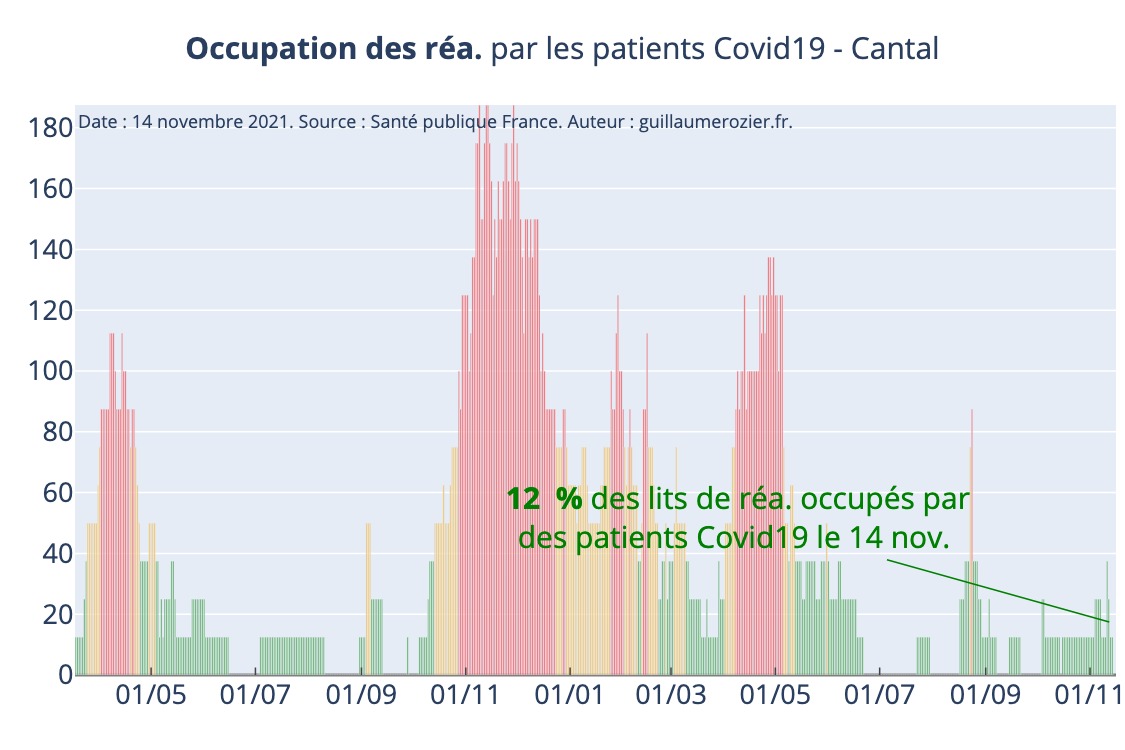 Occupation des réa. par les patients Covid19 - Cantal
Date : 14 novembre 2021. Source : Santé publique France. Auteur : guillaumerozier.fr.
180
160
140
120
100
80
60
40
20
0
12 % des lits de réa. occupés par
des patients Covid19 le 14 nov.
01/05 01/07 01/09 01/11 01/01 01/03 01/05 01/07 01/09 01/11